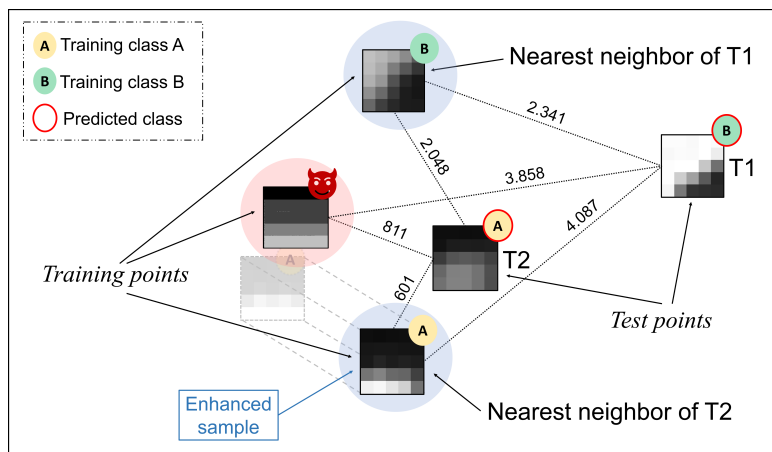 A Training class A
B Training class B
Predicted class
B
Nearest neighbor of T1
2.341
B
T1
2.048
3.858
4.087
811
A
T2
A
Training points
601
Test points
A
Enhanced
sample
Nearest neighbor of T2